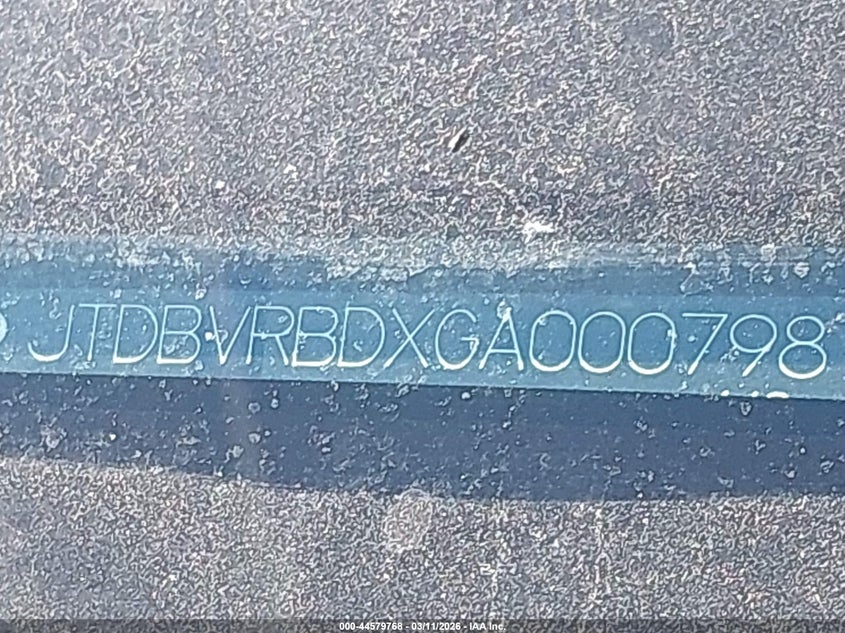 JTDBVRBDXGA000798
000-44579768 - 03/11/2026 - IAA Inc.